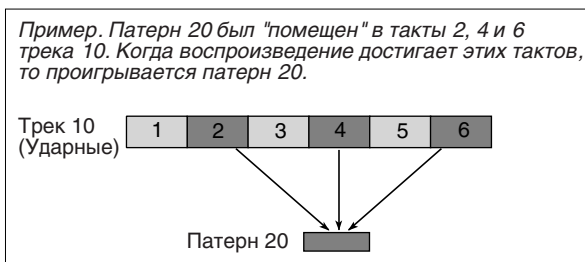 Пример. Патерн 20 был "помещен" в такты 2, 4 и 6
трека 10. Когда воспроизведение достигает этих тактов,
то проигрывается патерн 20.
Трек 10
(Ударные)
1 2 3 4 5 6
Патерн 20